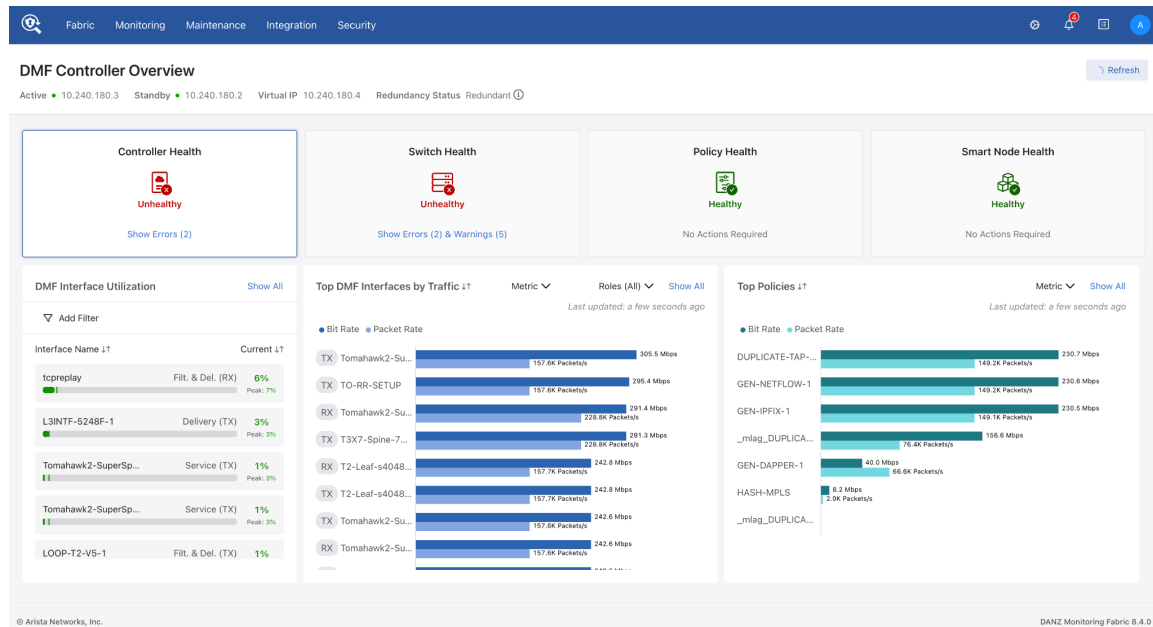 Fabric Monitoring Maintenance Integration Security 4 A
DMF Controller Overview
Refresh
Active 10.240.180.3 Standby 10.240.180.2 Virtual IP 10.240.180.4 Redundancy Status Redundant
Controller Health
Unhealthy
Show Errors (2)
Switch Health
Unhealthy
Show Errors (2) & Warnings (5)
Policy Health
Healthy
No Actions Required
Smart Node Health
Healthy
No Actions Required
DMF Interface Utilization Show All
Add Filter
Interface Name Current
tcpreplay Filt. & Del. (RX) 6%
Peak: 7%
L3INTF-5248F-1 Delivery (TX) 3%
Peak: 3%
Tomahawk2-SuperSp... Service (TX) 1%
Peak: 3%
Tomahawk2-SuperSp... Service (TX) 1%
Peak: 3%
LOOP-T2-V5-1 Filt. & Del. (TX) 1%
Top DMF Interfaces by Traffic Metric Roles (All) Show All
Last updated: a few seconds ago
Bit Rate Packet Rate
TX Tomahawk2-Su... 305.5 Mbps
157.6K Packets/s
TX TO-RR-SETUP 295.4 Mbps
157.6K Packets/s
RX Tomahawk2-Su... 291.4 Mbps
228.8K Packets/s
TX T3X7-Spine-7... 291.3 Mbps
228.8K Packets/s
RX T2-Leaf-s4048... 242.8 Mbps
157.7K Packets/s
TX T2-Leaf-s4048... 242.8 Mbps
157.7K Packets/s
TX Tomahawk2-Su... 242.6 Mbps
157.6K Packets/s
RX Tomahawk2-Su... 242.6 Mbps
157.6K Packets/s
Top Policies Metric Show All
Last updated: a few seconds ago
Bit Rate Packet Rate
DUPLICATE-TAP-... 230.7 Mbps
149.2K Packets/s
GEN-NETFLOW-1 230.6 Mbps
149.2K Packets/s
GEN-IPFIX-1 230.5 Mbps
149.1K Packets/s
_mlag_DUPLICA... 156.6 Mbps
76.4K Packets/s
GEN-DAPPER-1 40.0 Mbps
66.6K Packets/s
HASH-MPLS 8.2 Mbps
2.0K Packets/s
_mlag_DUPLICA...
© Arista Networks, Inc. DANZ Monitoring Fabric 8.4.0